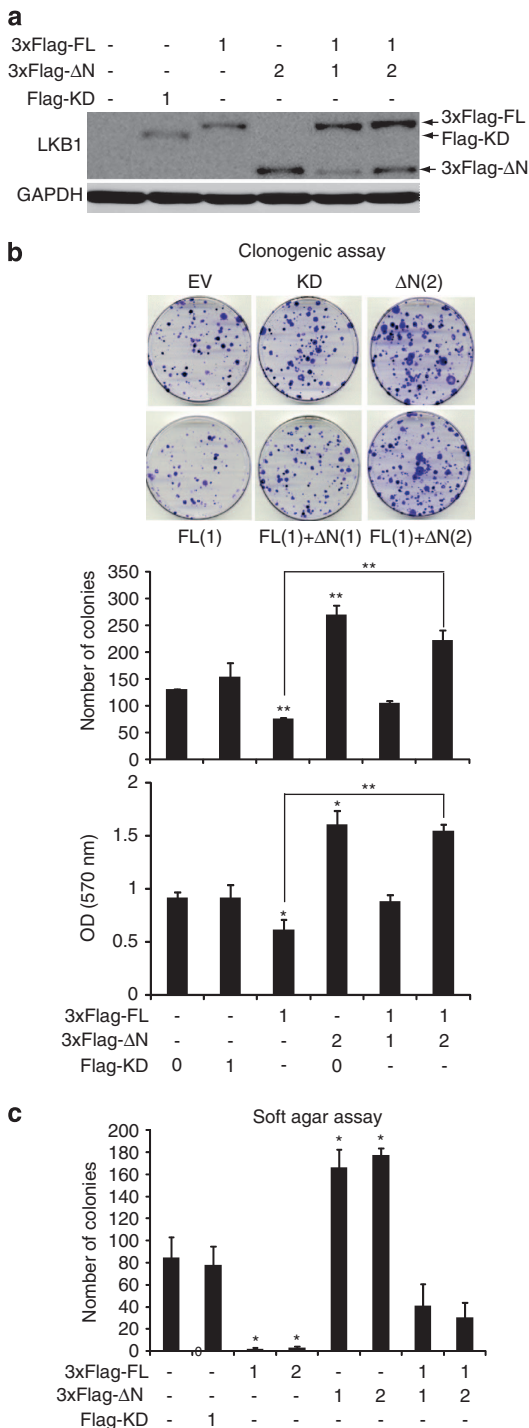 a
3xFlag-FL - - 1 - 1 1
3xFlag-ΔN - - - 2 1 2
Flag-KD - 1 - - - -
LKB1
3xFlag-FL
Flag-KD
3xFlag-ΔN
GAPDH
b
Clonogenic assay
EV KD ΔN(2)
FL(1) FL(1)+ΔN(1) FL(1)+ΔN(2)
Nomber of colonies
350
300
250
200
150
100
50
0
** ** **
OD (570 nm)
2
1.5
1
0.5
0
* * **
3xFlag-FL - - 1 - 1 1
3xFlag-ΔN - - - 2 1 2
Flag-KD 0 1 - 0 - -
c
Soft agar assay
Number of colonies
200
180
160
140
120
100
80
60
40
20
0
0
* * * *
3xFlag-FL - - 1 2 - - 1 1
3xFlag-ΔN - - - - 1 2 1 2
Flag-KD - 1 - - - - - -